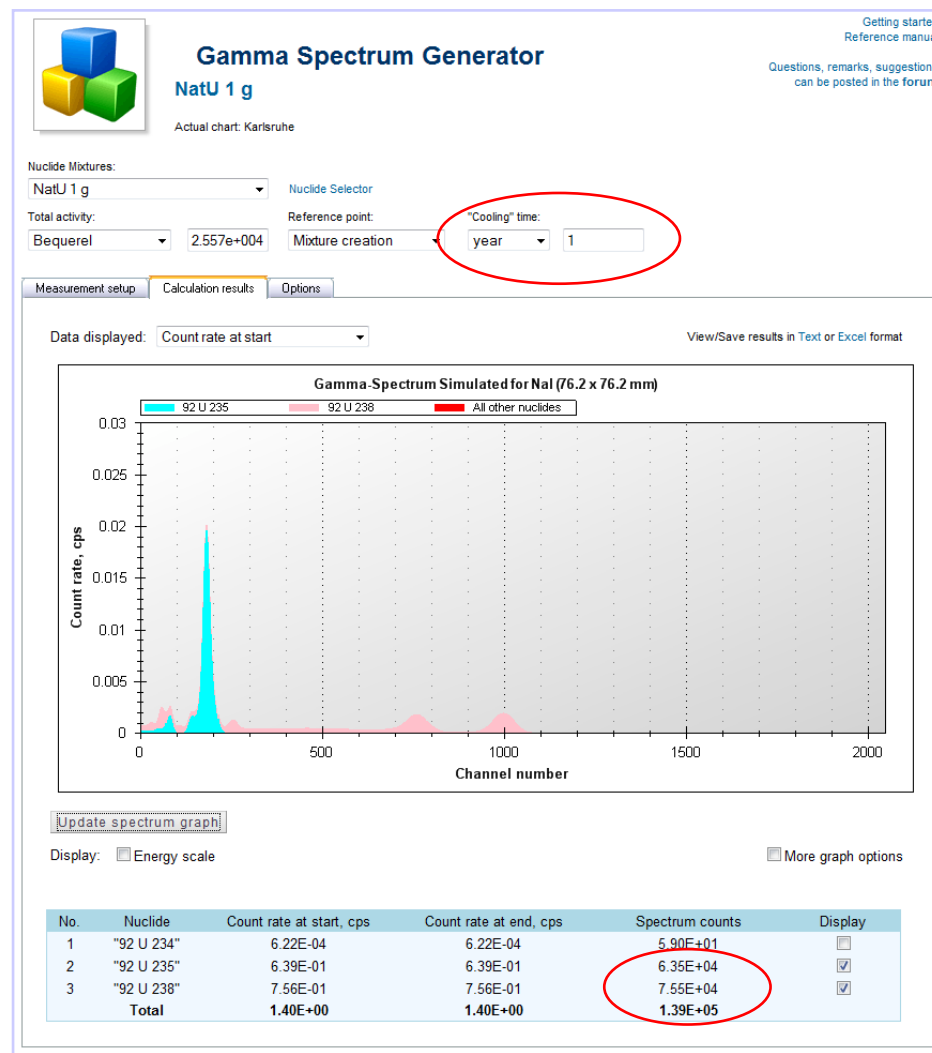 Getting starte
Reference manua
Gamma Spectrum Generator
NatU 1 g
Questions, remarks, suggestion
can be posted in the forun
Actual chart: Karlsruhe
Nuclide Mixtures:
NatU 1 g Nuclide Selector
Total activity: Reference point: "Cooling" time:
Bequerel 2.557e+004 Mixture creation year 1
Measurement setup Calculation results Options
Data displayed: Count rate at start View/Save results in Text or Excel format
Gamma-Spectrum Simulated for NaI (76.2 x 76.2 mm)
92 U 235 92 U 238 All other nuclides
0.03
0.025
0.02
0.015
0.01
0.005
0
Count rate, cps
0 500 1000 1500 2000
Channel number
Update spectrum graph
Display: Energy scale More graph options
No. Nuclide Count rate at start, cps Count rate at end, cps Spectrum counts Display
1 "92 U 234" 6.22E-04 6.22E-04 5.90E+01
2 "92 U 235" 6.39E-01 6.39E-01 6.35E+04
3 "92 U 238" 7.56E-01 7.56E-01 7.55E+04
Total 1.40E+00 1.40E+00 1.39E+05